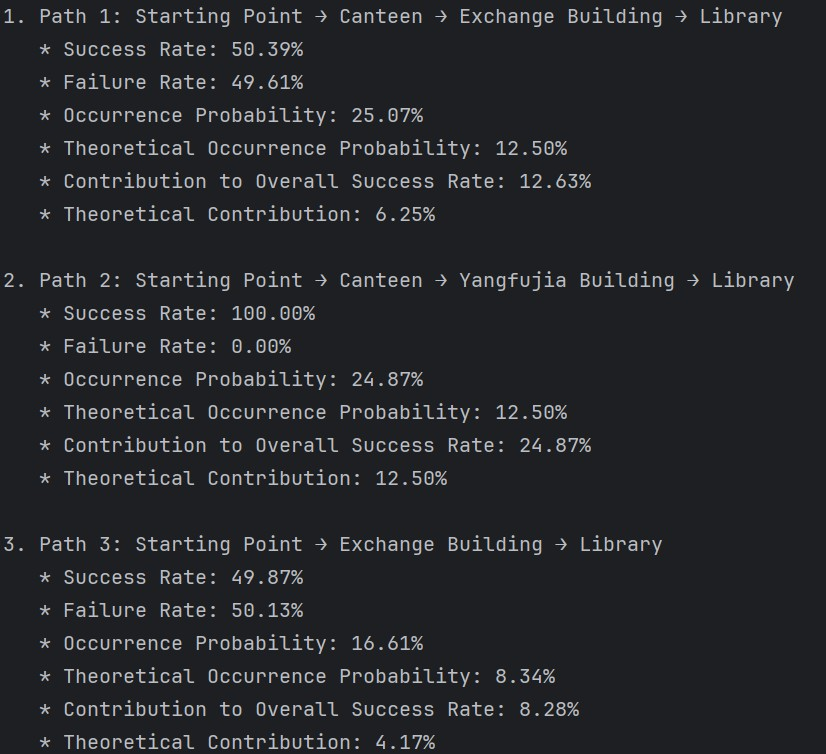 1. Path 1: Starting Point → Canteen → Exchange Building → Library
* Success Rate: 50.39%
* Failure Rate: 49.61%
* Occurrence Probability: 25.07%
* Theoretical Occurrence Probability: 12.50%
* Contribution to Overall Success Rate: 12.63%
* Theoretical Contribution: 6.25%
2. Path 2: Starting Point → Canteen → Yangfujia Building → Library
* Success Rate: 100.00%
* Failure Rate: 0.00%
* Occurrence Probability: 24.87%
* Theoretical Occurrence Probability: 12.50%
* Contribution to Overall Success Rate: 24.87%
* Theoretical Contribution: 12.50%
3. Path 3: Starting Point → Exchange Building → Library
* Success Rate: 49.87%
* Failure Rate: 50.13%
* Occurrence Probability: 16.61%
* Theoretical Occurrence Probability: 8.34%
* Contribution to Overall Success Rate: 8.28%
* Theoretical Contribution: 4.17%